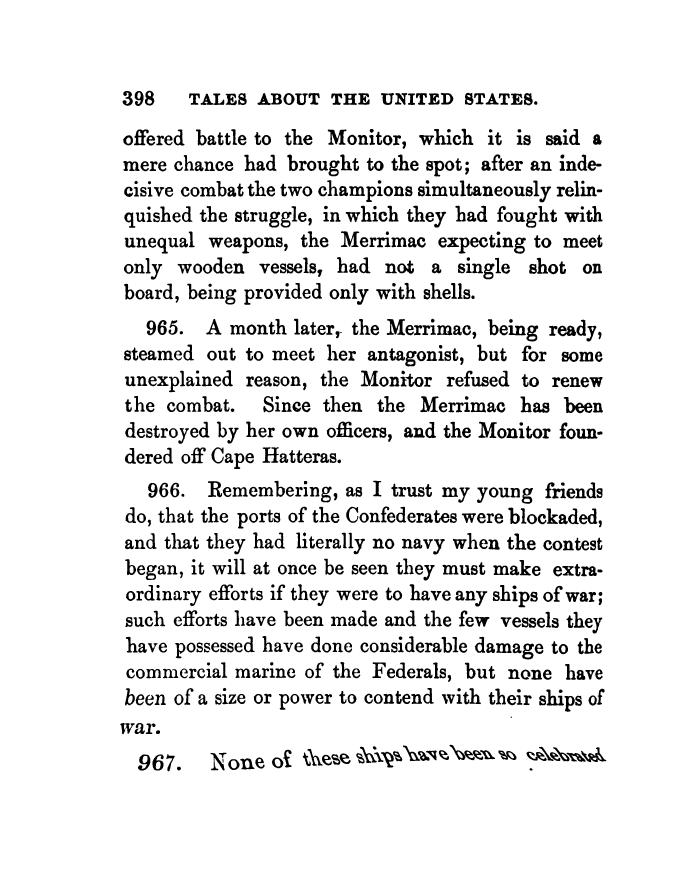 398 TALES ABOUT THE UNITED STATES.
offered battle to the Monitor, which it is said a
mere chance had brought to the spot; after an inde-
cisive combat the two champions simultaneously relin-
quished the struggle, in which they had fought with
unequal weapons, the Merrimac expecting to meet
only wooden vessels, had not a single shot on
board, being provided only with shells.
965. A month later, the Merrimac, being ready,
steamed out to meet her antagonist, but for some
unexplained reason, the Monitor refused to renew
the combat. Since then the Merrimac has been
destroyed by her own officers, and the Monitor foun-
dered off Cape Hatteras.
966. Remembering, as I trust my young friends
do, that the ports of the Confederates were blockaded,
and that they had literally no navy when the contest
began, it will at once be seen they must make extra-
ordinary efforts if they were to have any ships of war;
such efforts have been made and the few vessels they
have possessed have done considerable damage to the
commercial marine of the Federals, but none have
been of a size or power to contend with their ships of
war.
967. None of these ships have been so celebrated